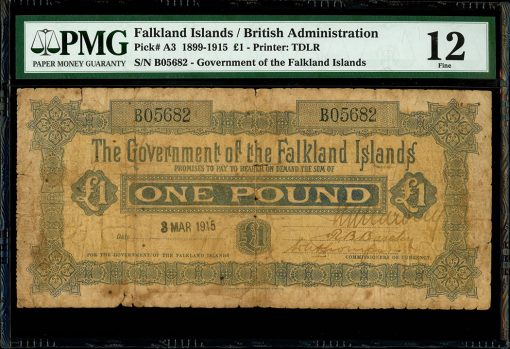 PMG
PAPER MONEY GUARANTY
Falkland Islands / British Administration
Pick# A3 1899-1915 £1 - Printer: TDLR
S/N B05682 - Government of the Falkland Islands
12
Fine
B05682 B05682
The Government of the Falkland Islands
PROMISES TO PAY TO BEARER ON DEMAND THE SUM OF
£1 ONE POUND £1
Date 3 MAR 1915
£1
FOR THE GOVERNMENT OF THE FALKLAND ISLANDS
COMMISSIONERS OF CURRENCY.